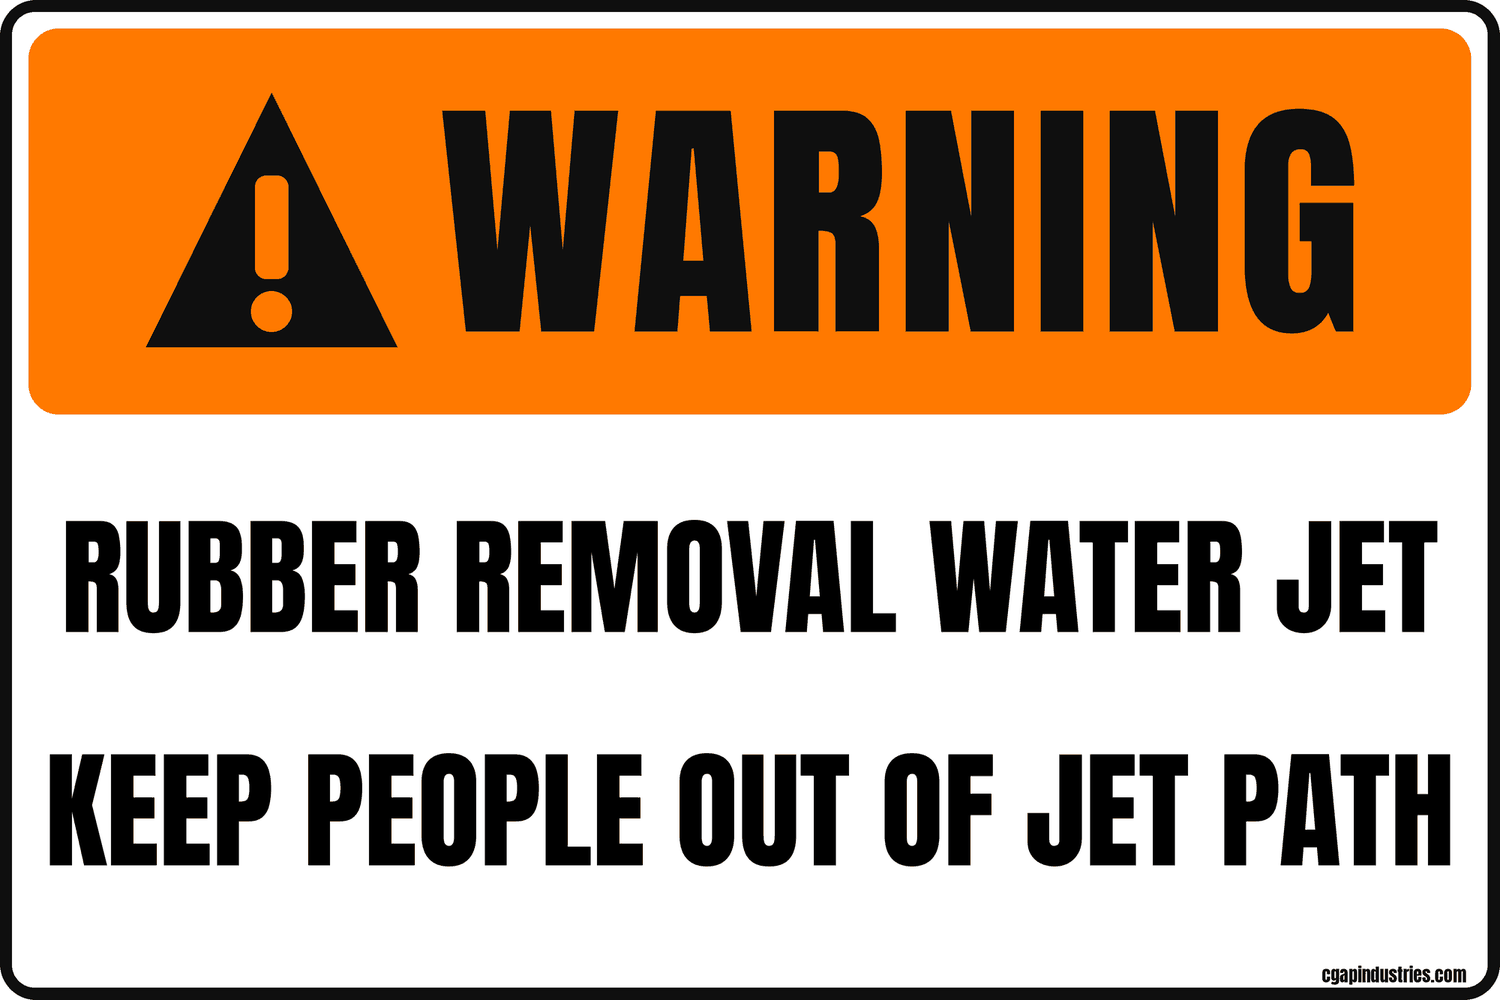 WARNING
RUBBER REMOVAL WATER JET
KEEP PEOPLE OUT OF JET PATH
cgapindustries.com